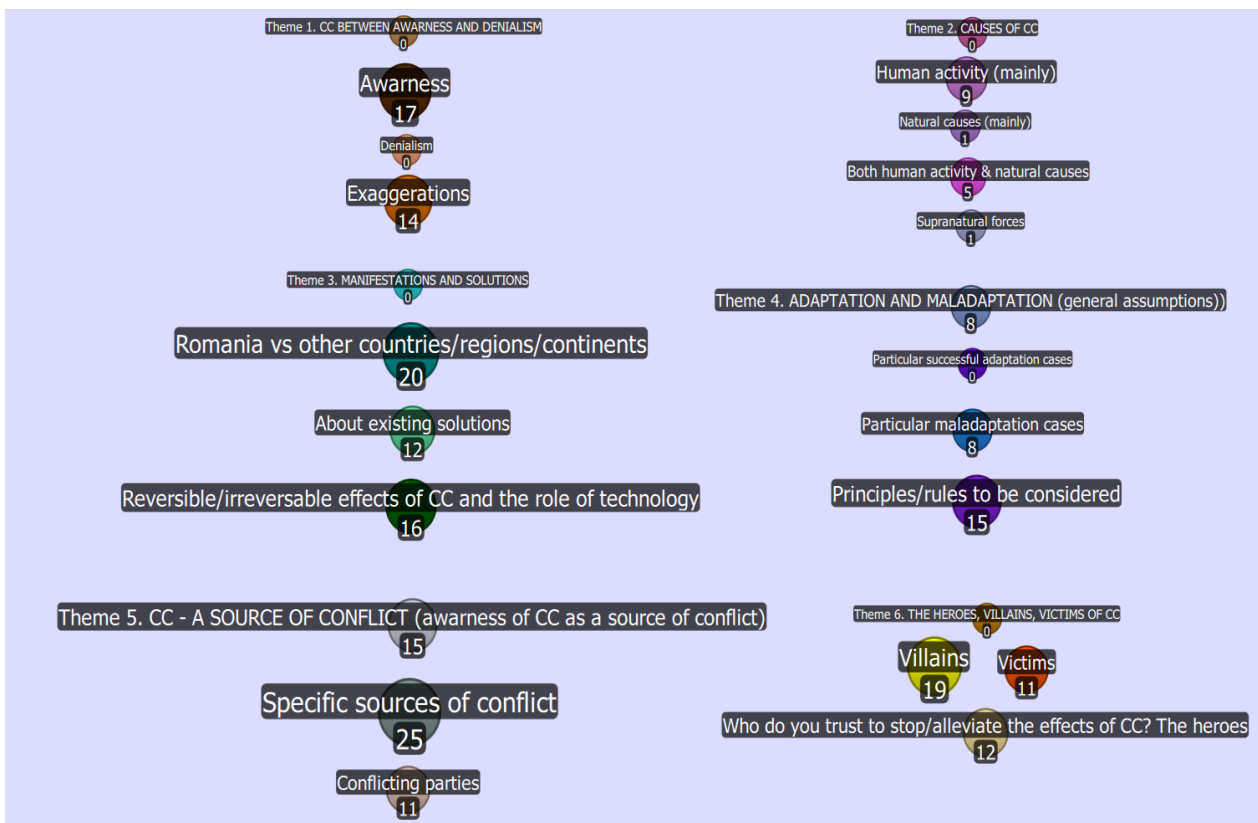 Theme 1. CC BETWEEN AWARNESS AND DENIALISM
0
Awarness
17
Denialism
0
Exaggerations
14
Theme 2. CAUSES OF CC
0
Human activity (mainly)
9
Natural causes (mainly)
1
Both human activity & natural causes
5
Supranatural forces
1
Theme 3. MANIFESTATIONS AND SOLUTIONS
0
Romania vs other countries/regions/continents
20
About existing solutions
12
Reversible/irreversable effects of CC and the role of technology
16
Theme 4. ADAPTATION AND MALADAPTATION (general assumptions))
8
Particular successful adaptation cases
0
Particular maladaptation cases
8
Principles/rules to be considered
15
Theme 5. CC - A SOURCE OF CONFLICT (awareness of CC as a source of conflict)
15
Specific sources of conflict
25
Conflicting parties
11
Theme 6. THE HEROES, VILLAINS, VICTIMS OF CC
0
Villains
19
Victims
11
Who do you trust to stop/alleviate the effects of CC? The heroes
12